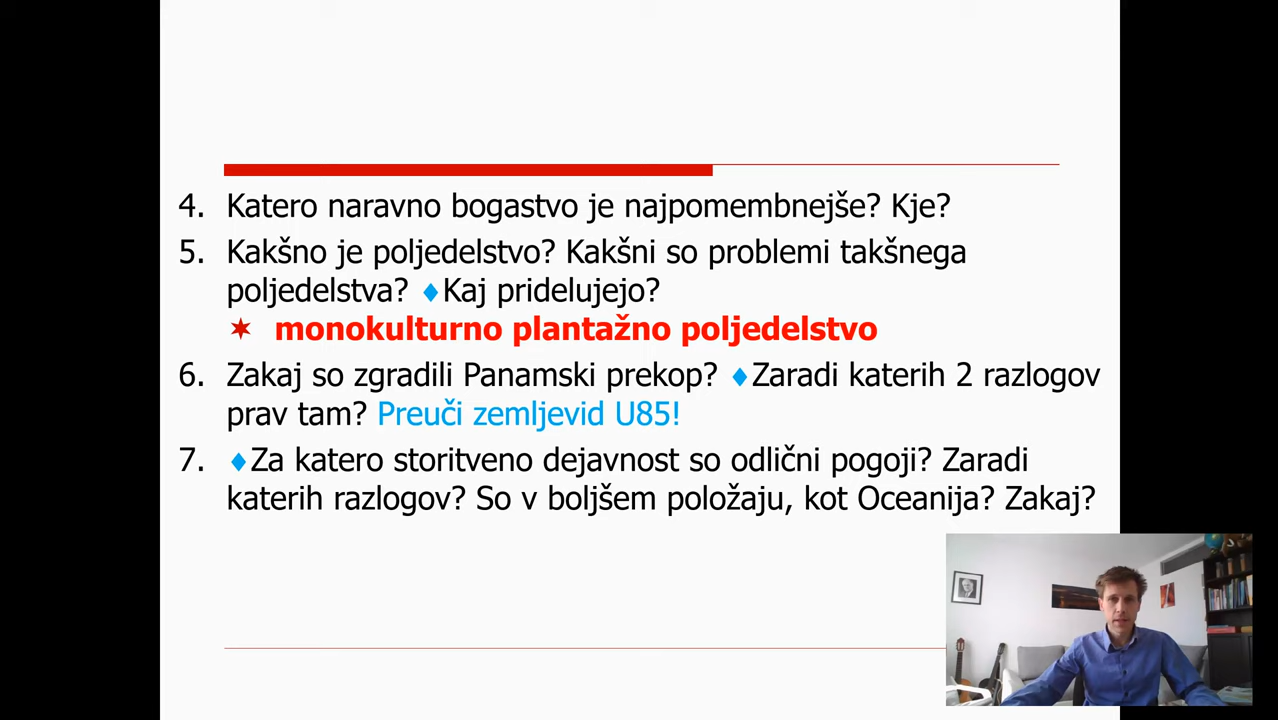 4. Katero naravno bogastvo je najpomembnejše? Kje?
5. Kakšno je poljedelstvo? Kakšni so problemi takšnega
poljedelstva? ♦Kaj pridelujejo?
✶ monokulturno plantažno poljedelstvo
6. Zakaj so zgradili Panamski prekop? ♦Zaradi katerih 2 razlogov
prav tam? Preuči zemljevid U85!
7. ♦Za katero storitveno dejavnost so odlični pogoji? Zaradi
katerih razlogov? So v boljšem položaju, kot Oceanija? Zakaj?